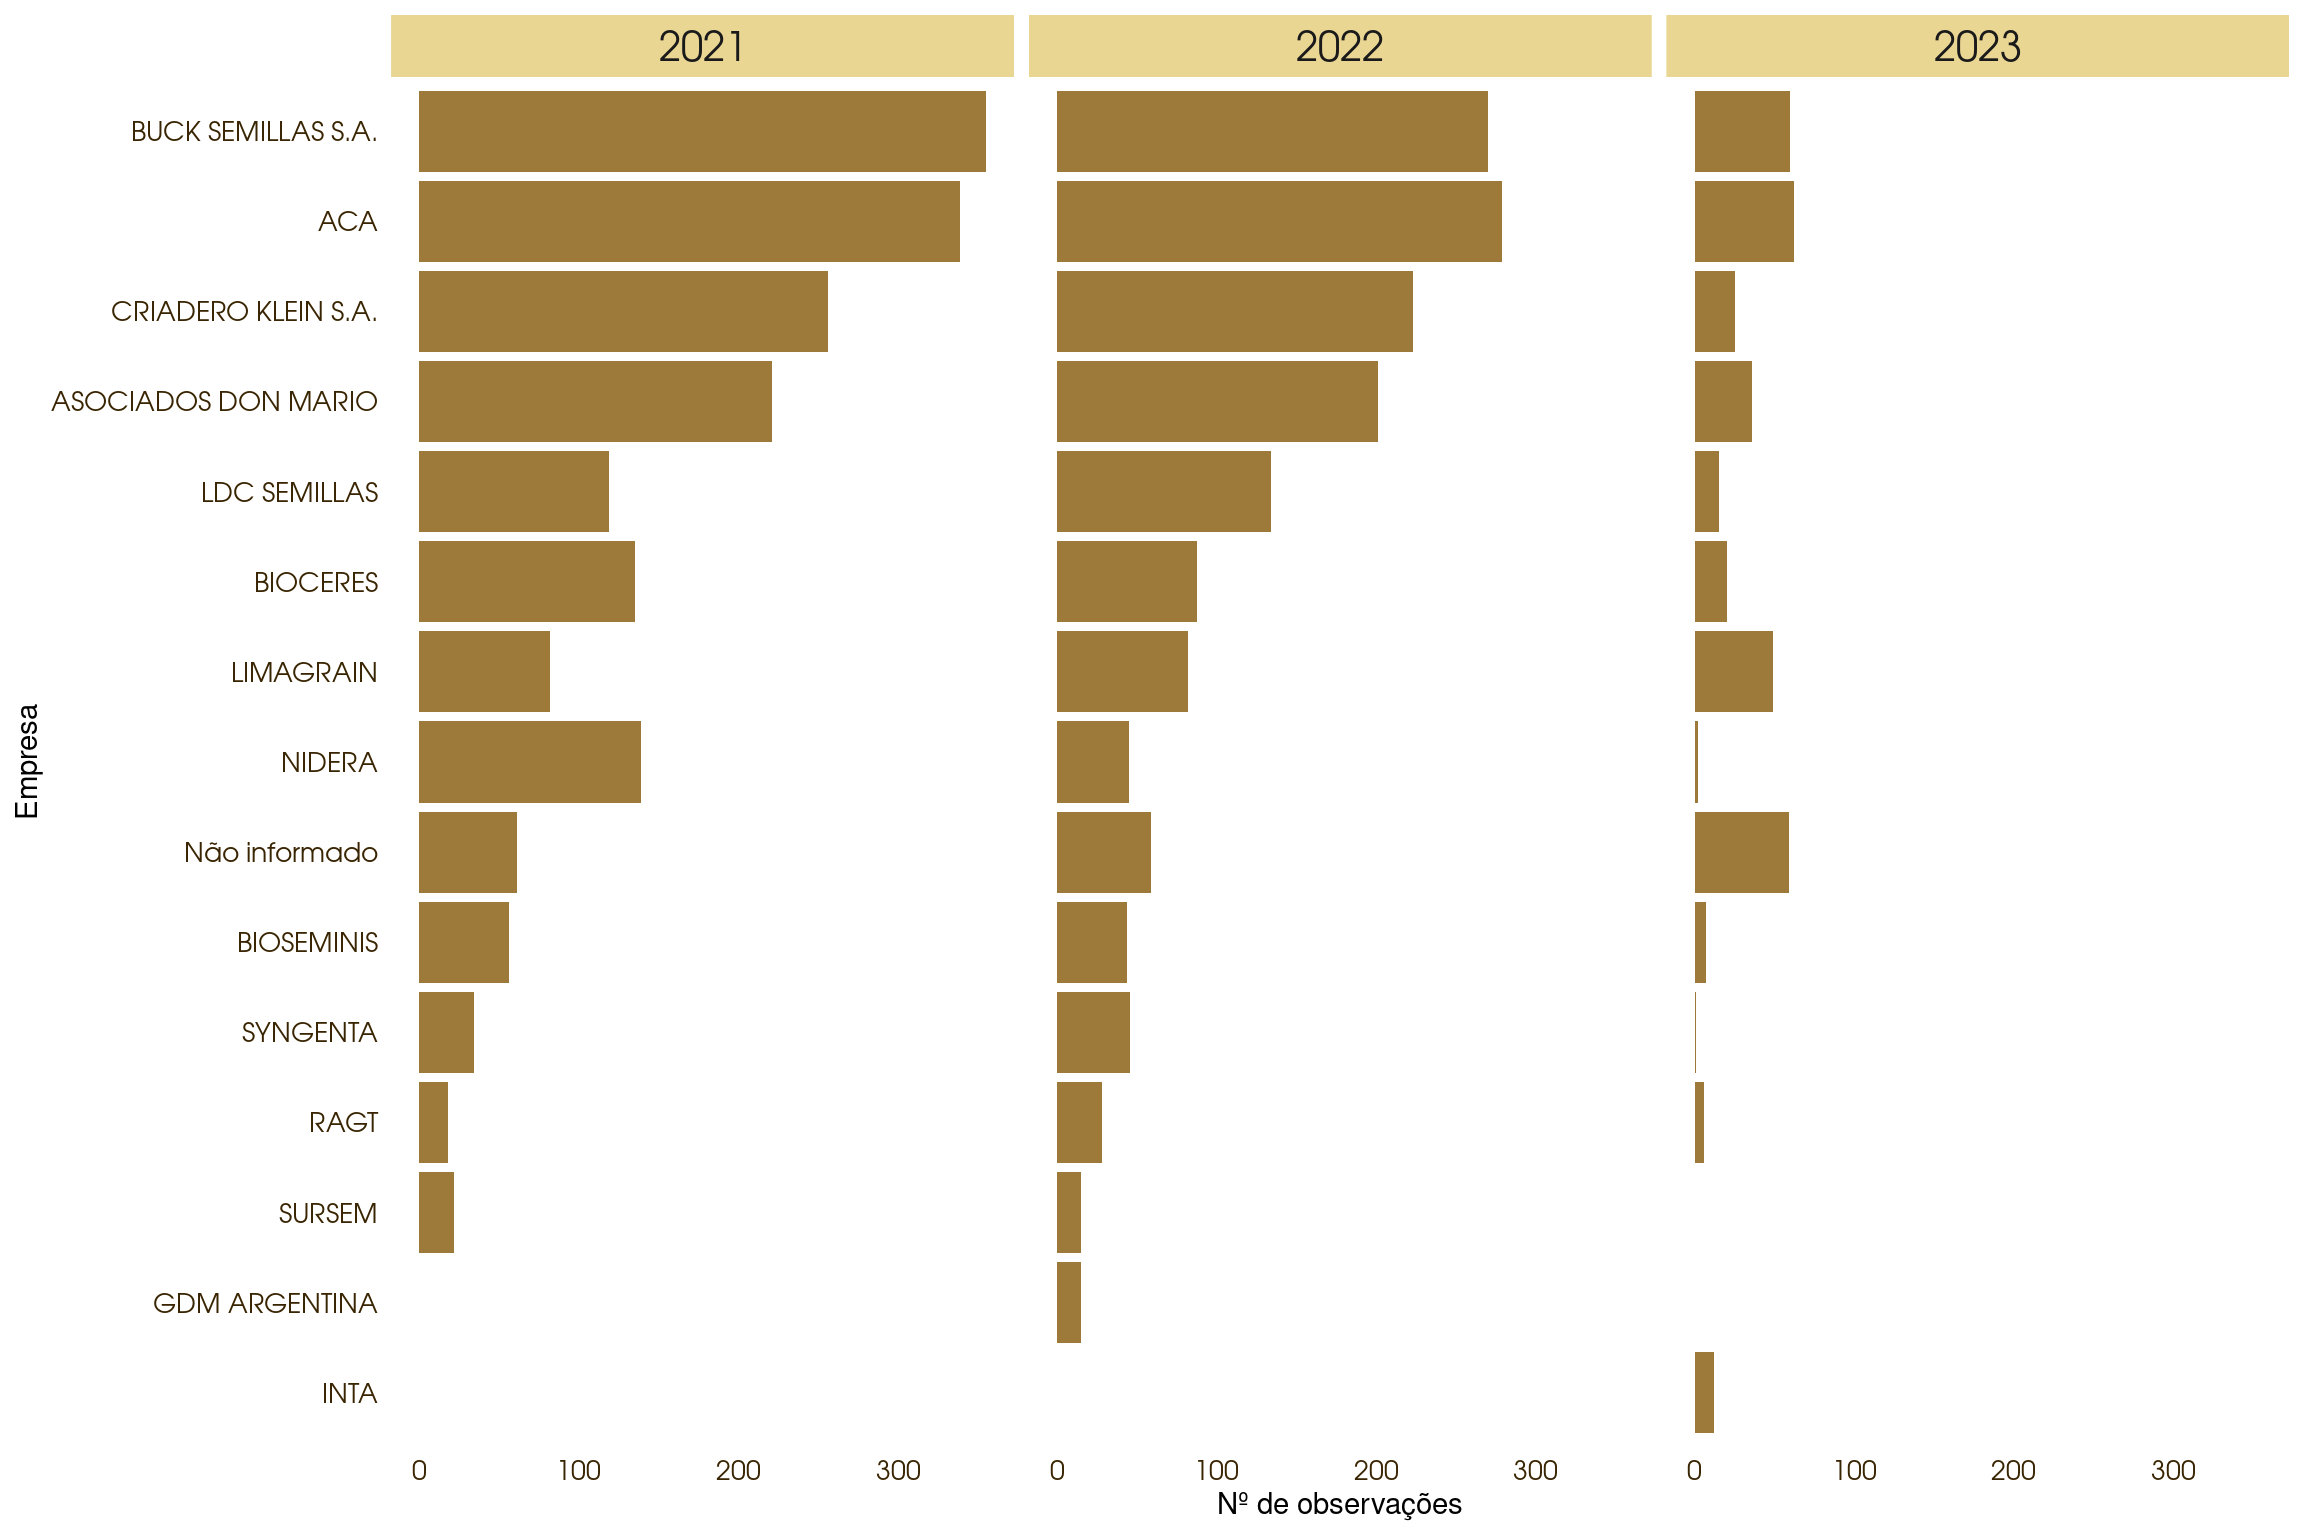 2021 2022 2023
BUCK SEMILLAS S.A.
ACA
CRIADERO KLEIN S.A.
ASOCIADOS DON MARIO
LDC SEMILLAS
BIOCERES
LIMAGRAIN
NIDERA
Não informado
BIOSEMINIS
SYNGENTA
RAGT
SURSEM
GDM ARGENTINA
INTA
Empresa
0 100 200 300 0 100 200 300 0 100 200 300
Nº de observações